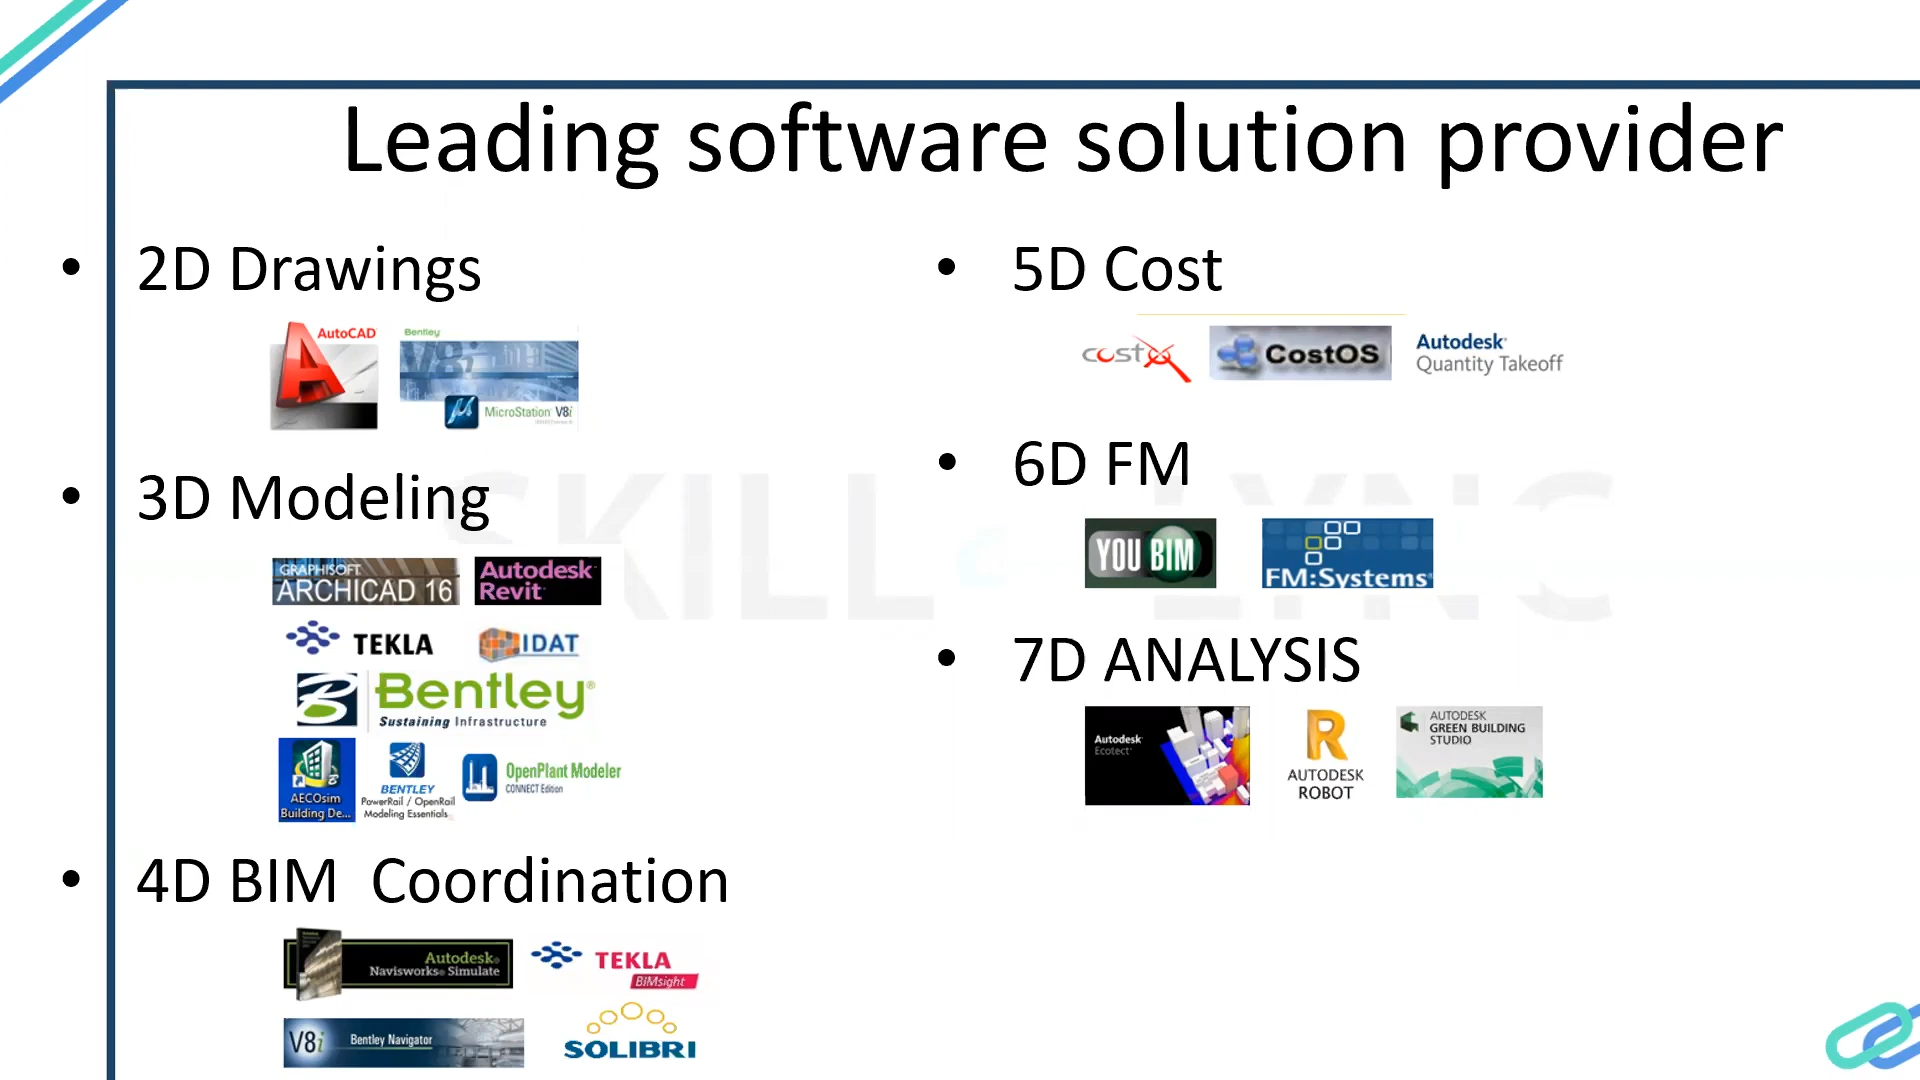 Leading software solution provider
• 2D Drawings
AutoCAD
Bentley
V8i
MicroStation V8i
• 3D Modeling
GRAPHISOFT
ARCHICAD 16
Autodesk
Revit
TEKLA
IDAT
Bentley®
Sustaining Infrastructure
AECOsim
Building De...
BENTLEY
PowerRail / OpenRail
Modeling Essentials
OpenPlant Modeler
CONNECT Edition
• 4D BIM  Coordination
Autodesk®
Navisworks® Simulate
TEKLA
BIMsight
V8i
Bentley Navigator
SOLIBRI
• 5D Cost
costX
CostOS
Autodesk®
Quantity Takeoff
• 6D FM
YOU BIM
FM:Systems
• 7D ANALYSIS
Autodesk®
Ecotect®
R
AUTODESK
ROBOT
AUTODESK
GREEN BUILDING
STUDIO
SKILL LYNC